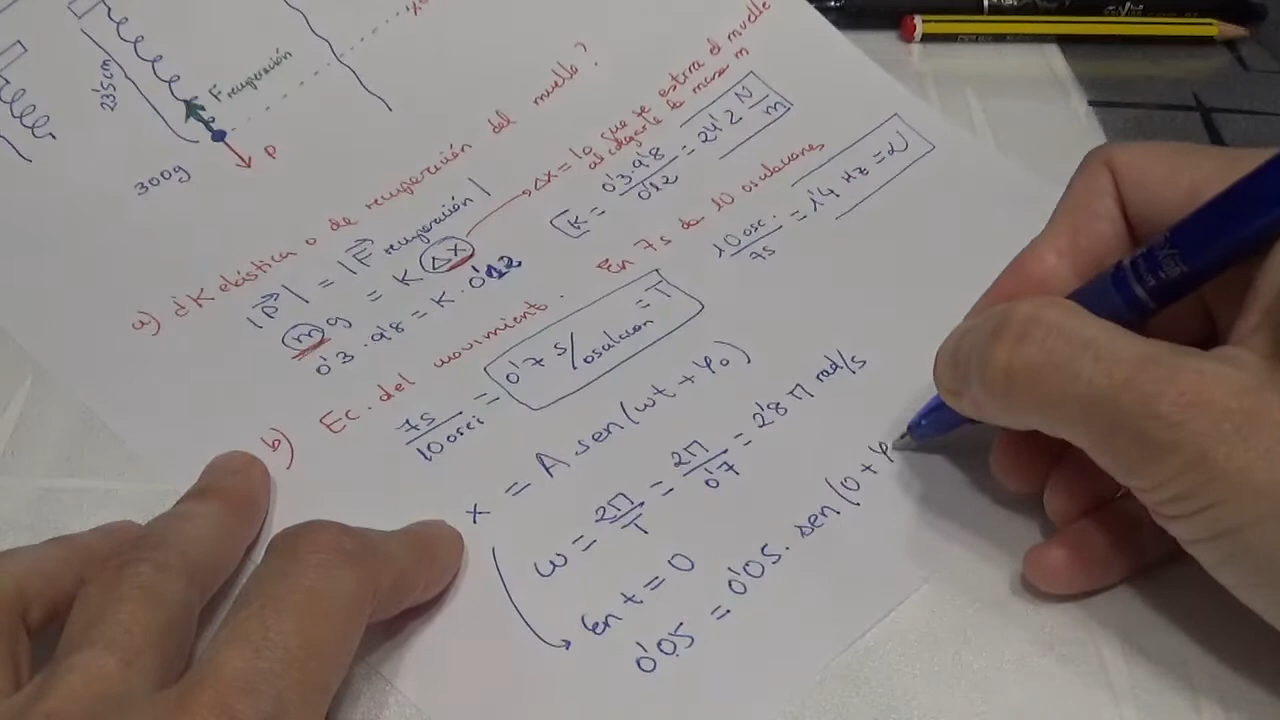 23'5cm
F recuperación
P
300g
a) ¿K elástica o de recuperación del muelle?
|P| = |F recuperación|
Δx = lo que se estira el muelle
al colgarle la masa m
m g = K Δx
0'3 · 9'8 = K · 0'12
K = 0'3·9'8 / 0'12 = 24'2 N/m
b) Ec. del movimiento. En 7s da 10 oscilaciones
7s / 10 osci = 0'7 s/oscilación = T
10 osc. / 7s = 1'4 Hz = ν
x = A sen(ωt + φ₀)
ω = 2π/T = 2π/0'7 = 2'8 π rad/s
En t = 0
0'05 = 0'05 · sen(0 + φ